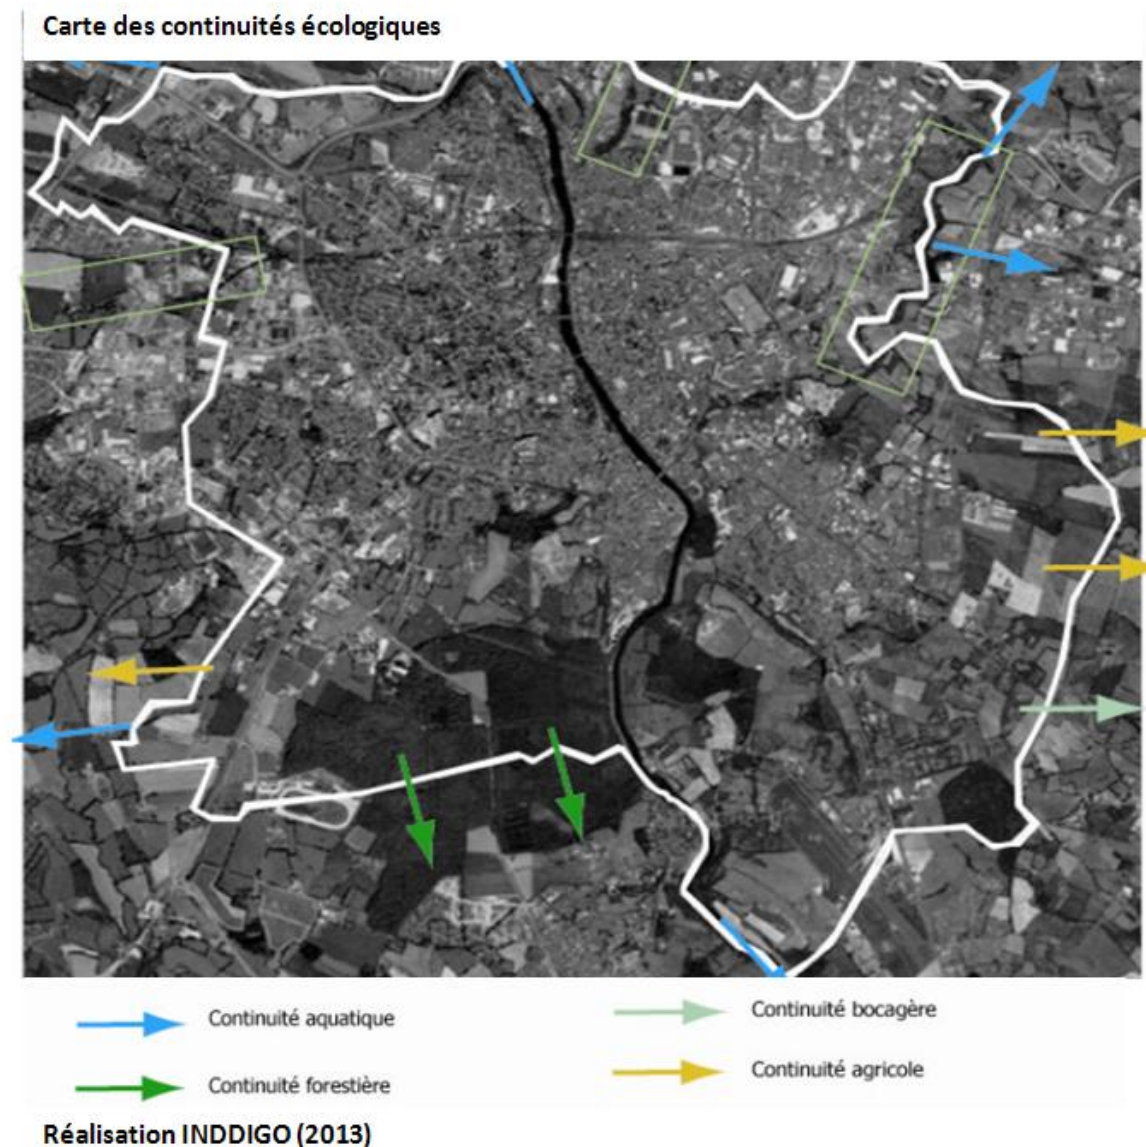 Carte des continuités écologiques
Continuité aquatique
Continuité bocagère
Continuité forestière
Continuité agricole
Réalisation INDDIGO (2013)